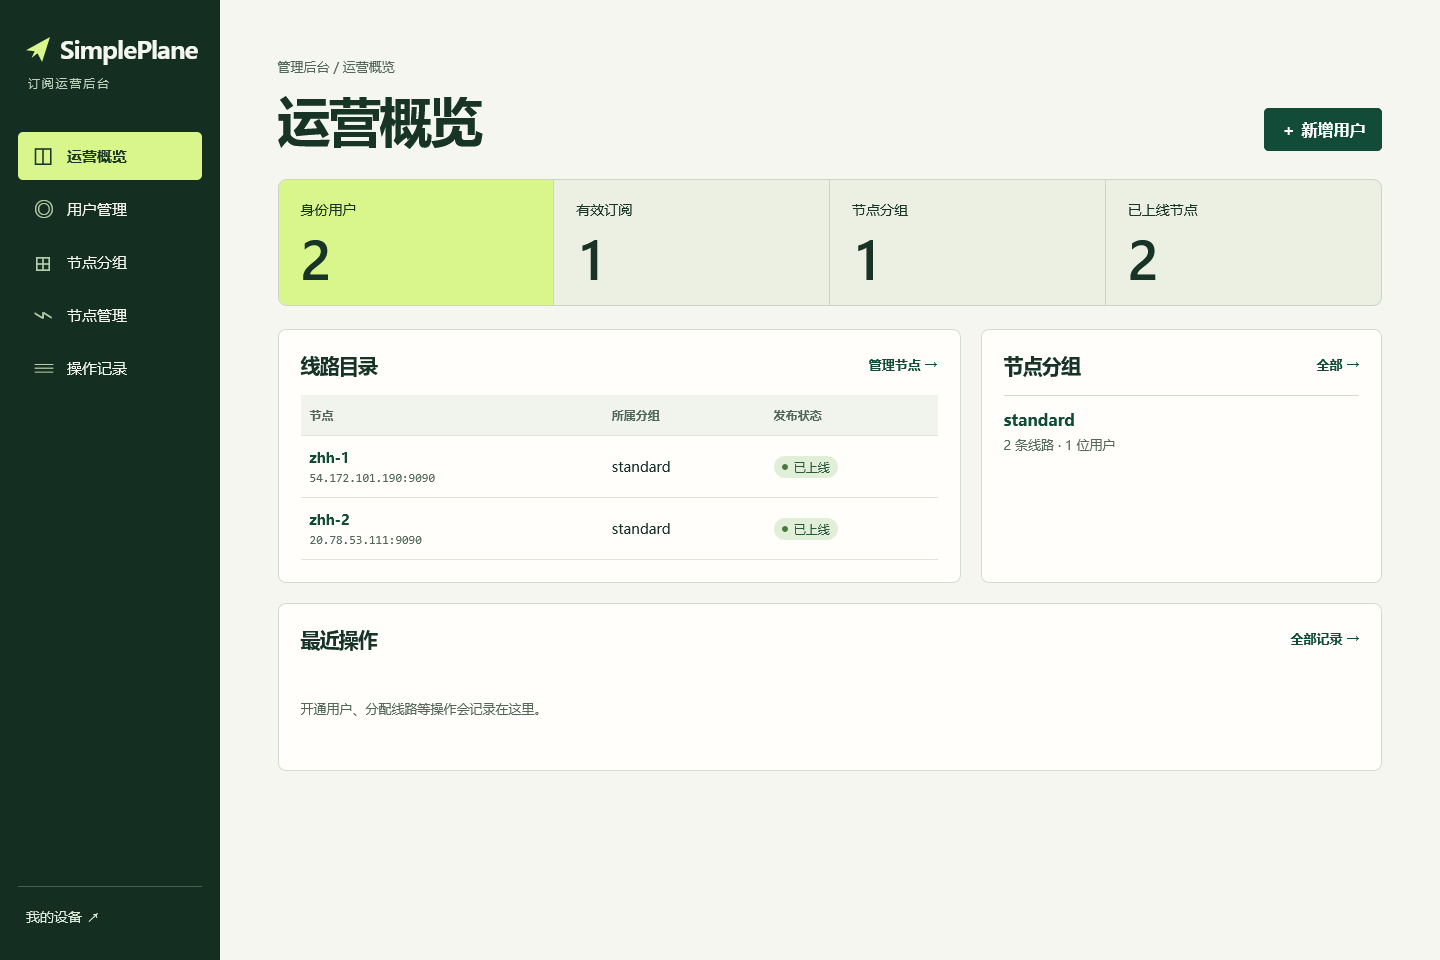 SimplePlane
订阅运营后台
运营概览
用户管理
节点分组
节点管理
操作记录
我的设备 ↗
管理后台 / 运营概览
运营概览
+ 新增用户
身份用户
2
有效订阅
1
节点分组
1
已上线节点
2
线路目录
管理节点 →
节点 所属分组 发布状态
zhh-1
54.172.101.190:9090
standard
已上线
zhh-2
20.78.53.111:9090
standard
已上线
节点分组
全部 →
standard
2 条线路 · 1 位用户
最近操作
全部记录 →
开通用户、分配线路等操作会记录在这里。